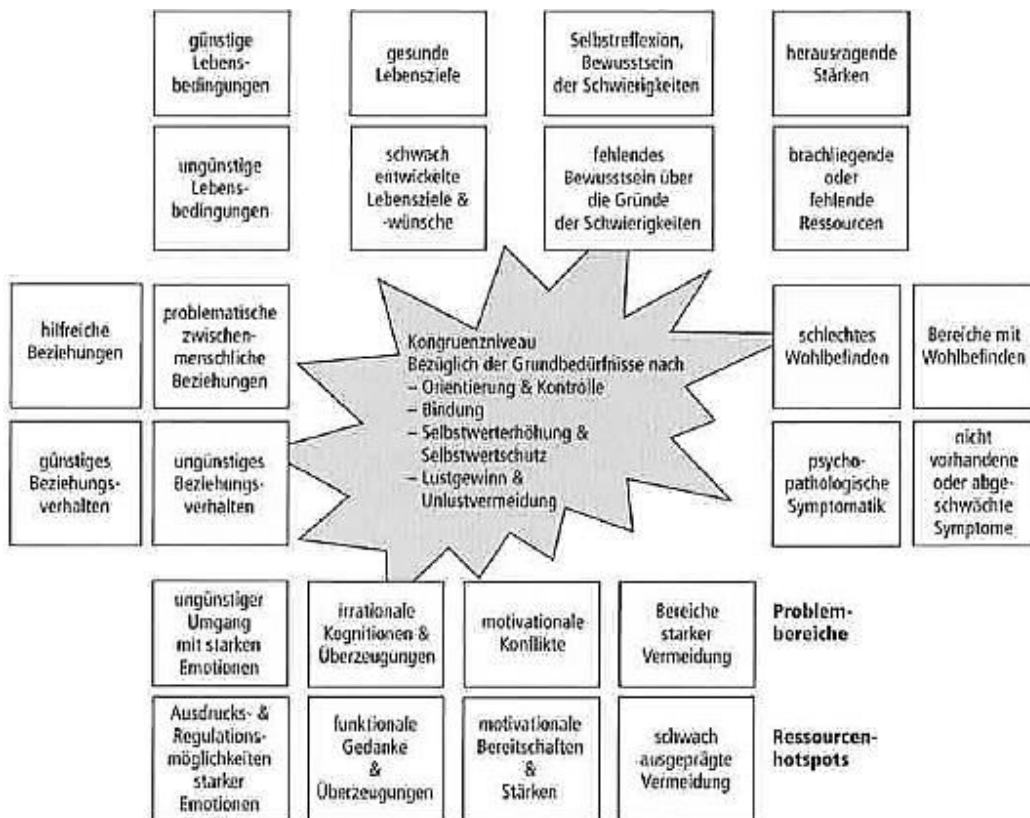 günstige
Lebens-
bedingungen
gesunde
Lebensziele
Selbstreflexion,
Bewusstsein
der Schwierigkeiten
herausragende
Stärken
ungünstige
Lebens-
bedingungen
schwach
entwickelte
Lebensziele &
-wünsche
fehlendes
Bewusstsein über
die Gründe
der Schwierigkeiten
brachliegende
oder
fehlende
Ressourcen
hilfreiche
Beziehungen
problematische
zwischen-
menschliche
Beziehungen
Kongruenzniveau
Bezüglich der Grundbedürfnisse nach
– Orientierung & Kontrolle
– Bindung
– Selbstwerterhöhung &
Selbstwertschutz
– Lustgewinn &
Unlustvermeidung
schlechtes
Wohlbefinden
Bereiche mit
Wohlbefinden
günstiges
Beziehungs-
verhalten
ungünstiges
Beziehungs-
verhalten
psycho-
pathologische
Symptomatik
nicht
vorhandene
oder abge-
schwächte
Symptome
ungünstiger
Umgang
mit starken
Emotionen
irrationale
Kognitionen &
Überzeugungen
motivationale
Konflikte
Bereiche
starker
Vermeidung
Problem-
bereiche
Ausdrucks- &
Regulations-
möglichkeiten
starker
Emotionen
funktionale
Gedanke
&
Überzeugungen
motivationale
Bereitschaften
&
Stärken
schwach
ausgeprägte
Vermeidung
Ressourcen-
hotspots